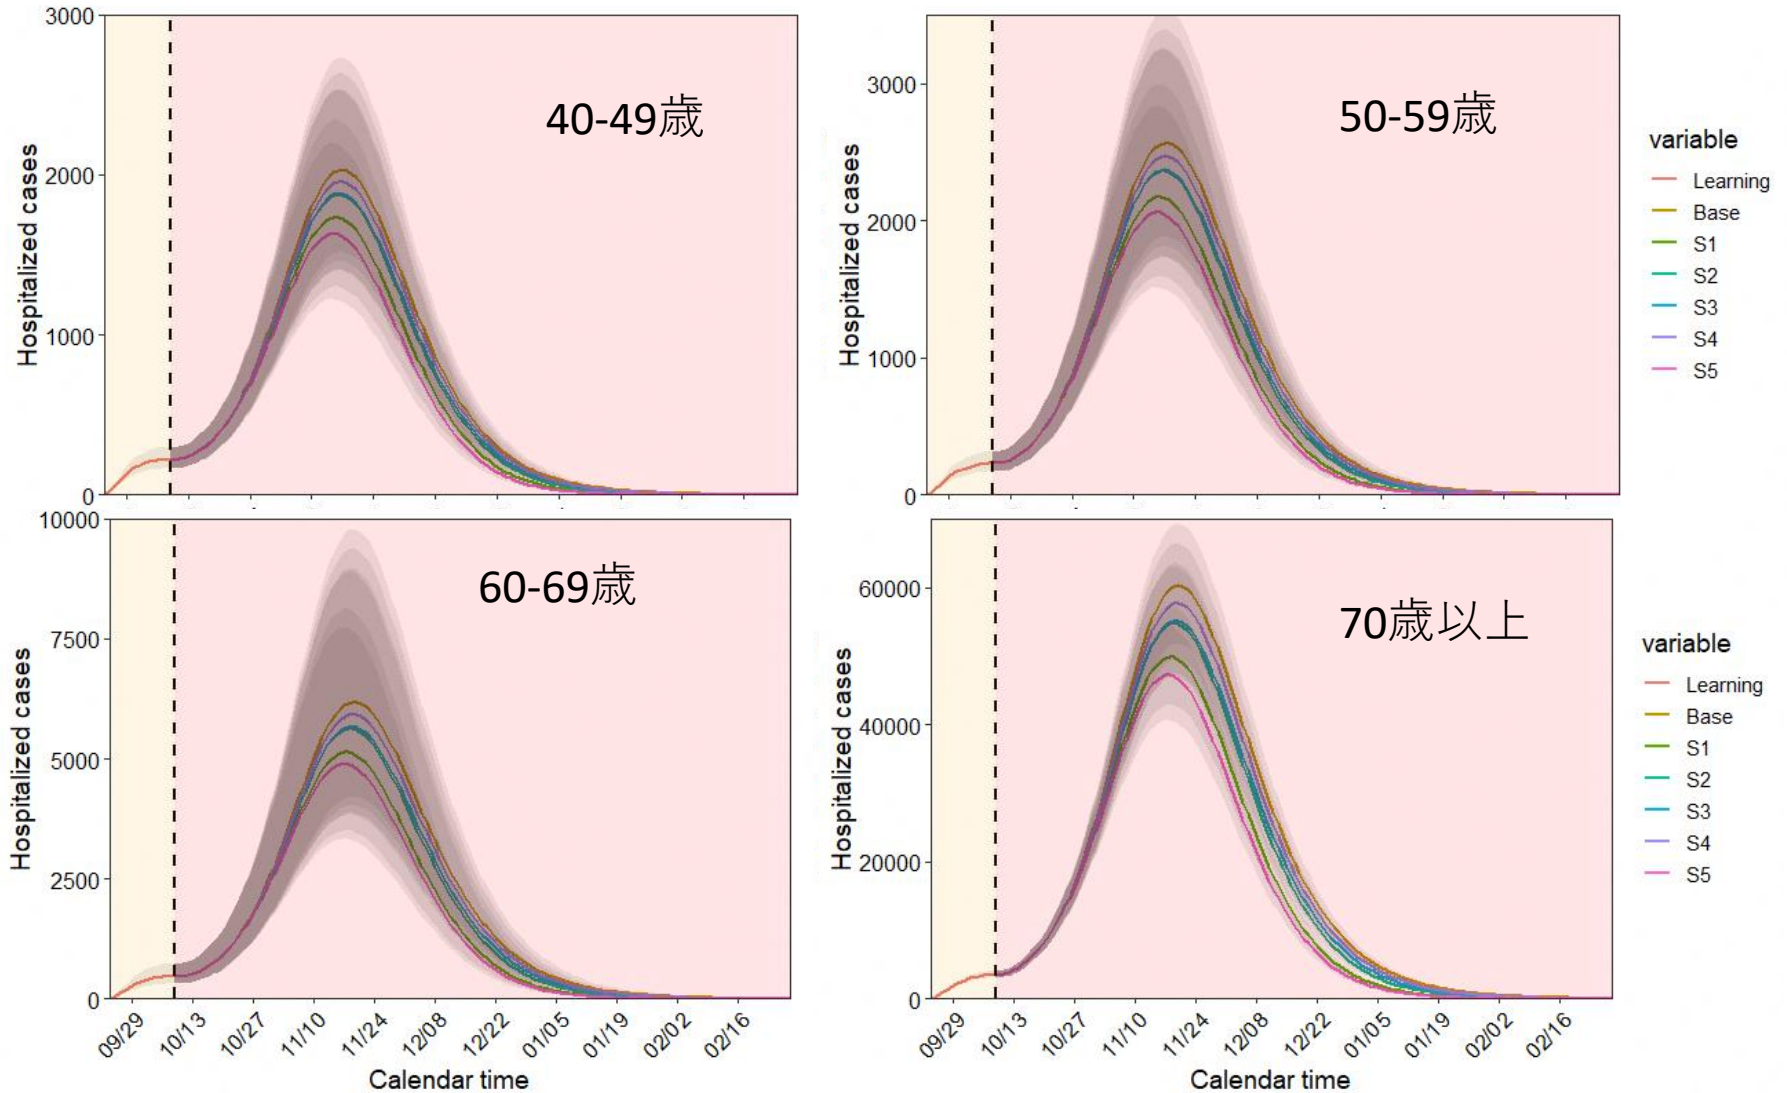 3000
2000
1000
0
Hospitalized cases
40-49歳
3000
2000
1000
0
Hospitalized cases
50-59歳
variable
Learning
Base
S1
S2
S3
S4
S5
10000
7500
5000
2500
0
Hospitalized cases
60-69歳
09/29
10/13
10/27
11/10
11/24
12/08
12/22
01/05
01/19
02/02
02/16
Calendar time
60000
40000
20000
0
Hospitalized cases
70歳以上
09/29
10/13
10/27
11/10
11/24
12/08
12/22
01/05
01/19
02/02
02/16
Calendar time
variable
Learning
Base
S1
S2
S3
S4
S5